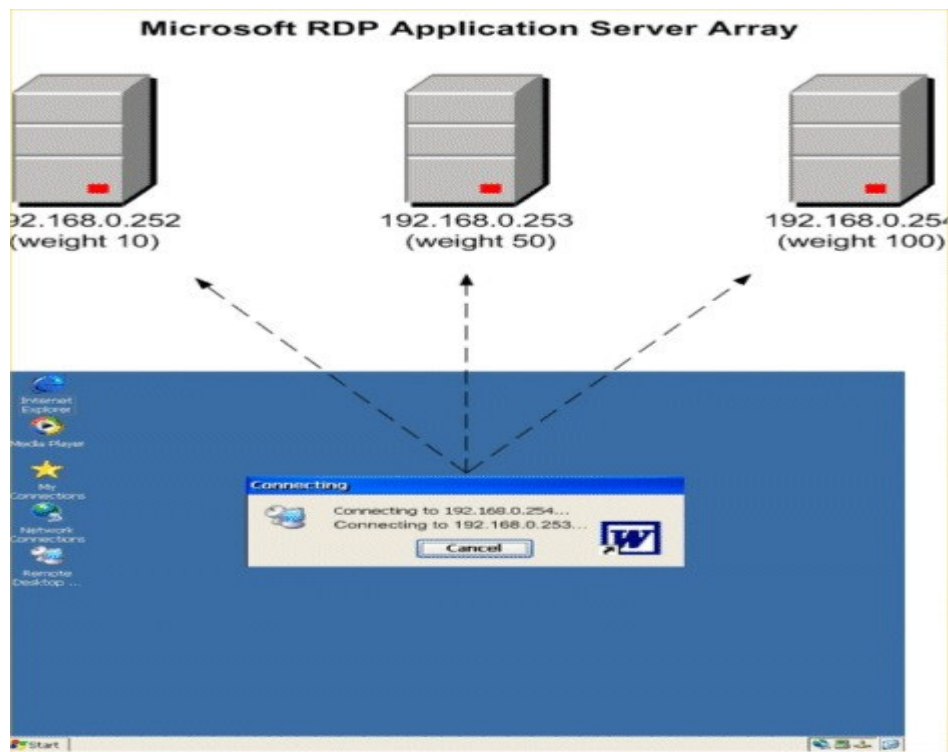 Microsoft RDP Application Server Array
92.168.0.252
(weight 10)
192.168.0.253
(weight 50)
192.168.0.254
(weight 100)
Internet
Explorer
Media Player
My
Connections
Network
Connections
Remote
Desktop ...
Connecting
Connecting to 192.168.0.254...
Connecting to 192.168.0.253...
Cancel
W
Start